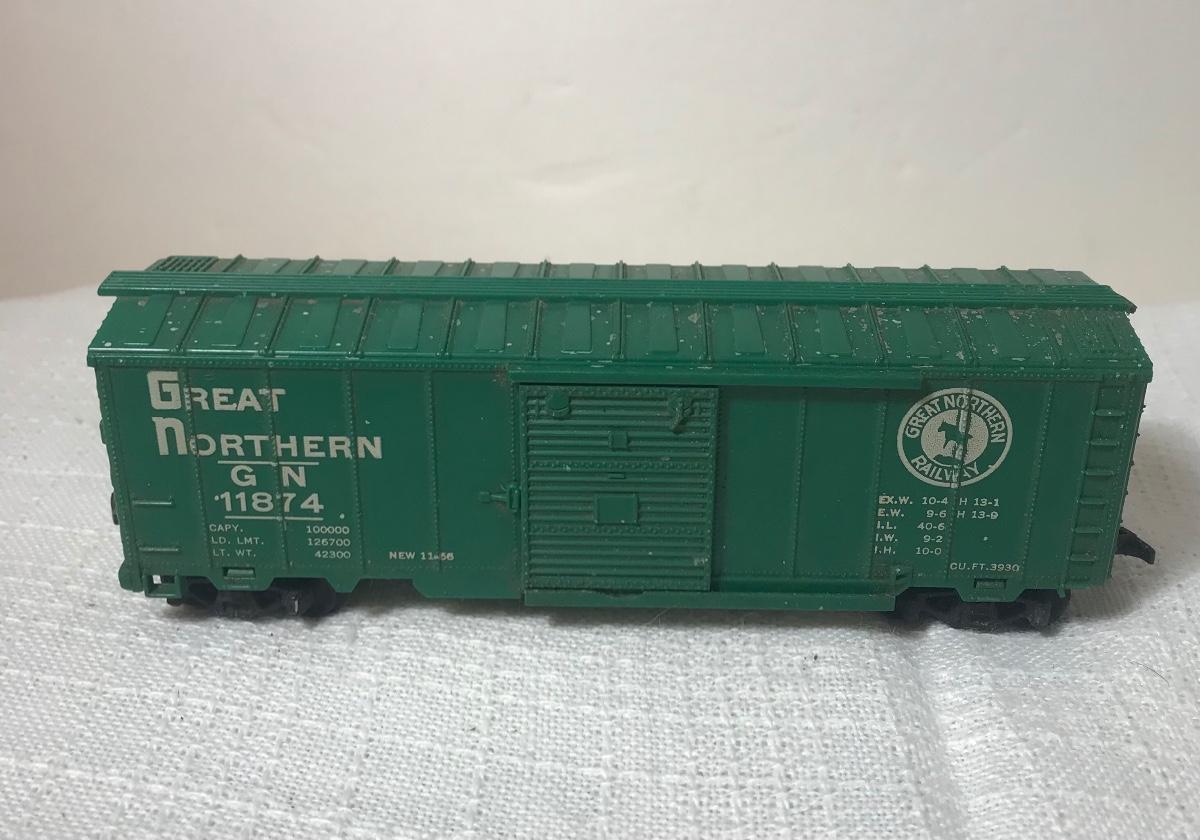 GREAT
NORTHERN
G N
11874
CAPY. 100000
LD. LMT. 126700
LT. WT. 42300
NEW 11-56
GREAT NORTHERN
RAILWAY
EX.W. 10-4 H 13-1
E.W. 9-6 H 13-9
I.L. 40-6
I.W. 9-2
I.H. 10-0
CU.FT.3930